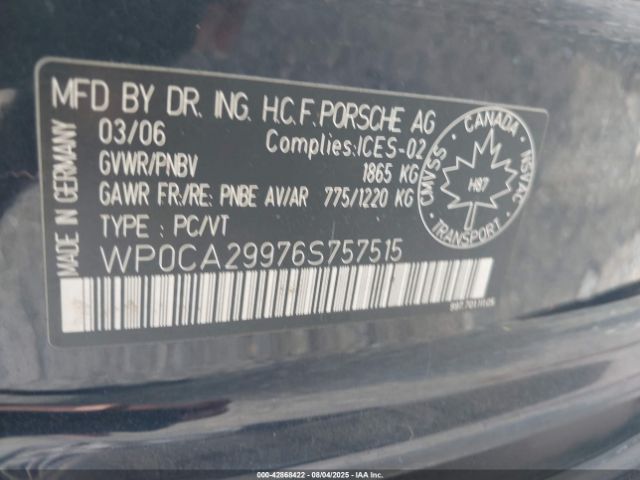 MFD BY DR. ING. H.C.F. PORSCHE AG
03/06
Complies: ICES-02
GVWR/PNBV 1865 KG
GAWR FR/RE: PNBE AV/AR 775/1220 KG
TYPE : PC/VT
WP0CA29976S757515
MADE IN GERMANY
CANADA
CMVSS
NSVAC
H87
TRANSPORT
000-42868422 - 08/04/2025 - IAA Inc.